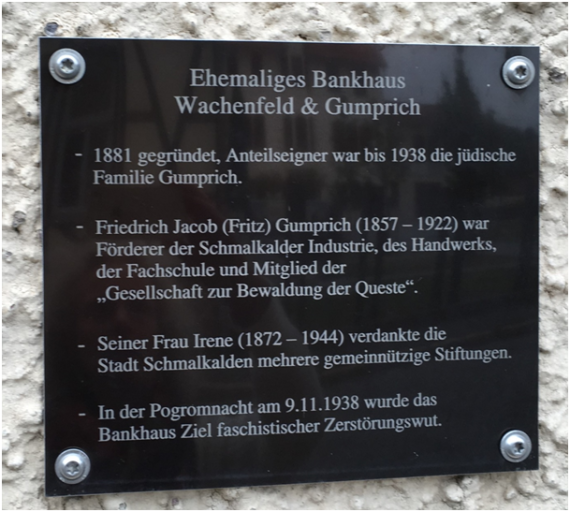 Ehemaliges Bankhaus
Wachenfeld & Gumprich
- 1881 gegründet, Anteilseigner war bis 1938 die jüdische
Familie Gumprich.
- Friedrich Jacob (Fritz) Gumprich (1857 – 1922) war
Förderer der Schmalkalder Industrie, des Handwerks,
der Fachschule und Mitglied der
„Gesellschaft zur Bewaldung der Queste“.
- Seiner Frau Irene (1872 – 1944) verdankte die
Stadt Schmalkalden mehrere gemeinnützige Stiftungen.
- In der Pogromnacht am 9.11.1938 wurde das
Bankhaus Ziel faschistischer Zerstörungswut.